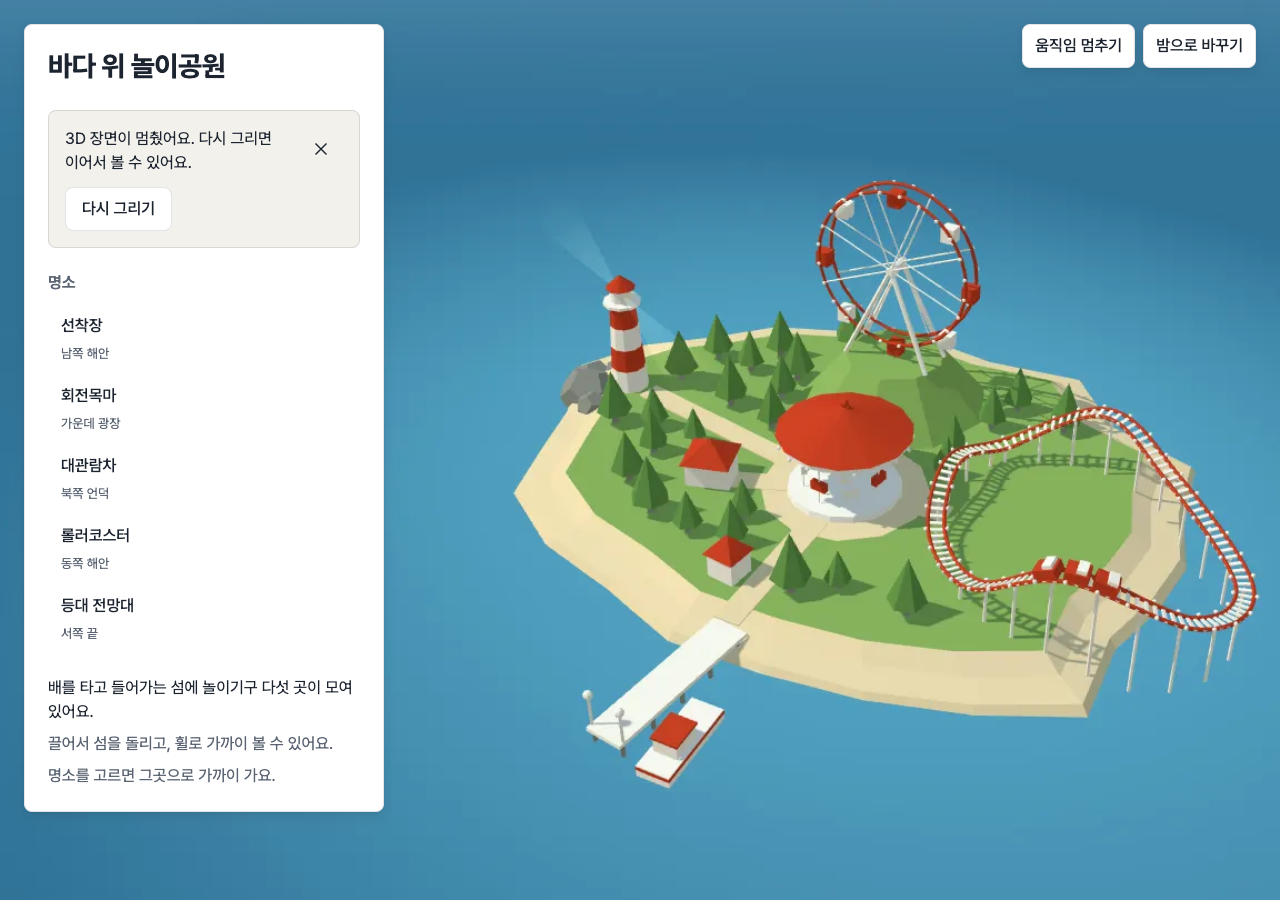 바다 위 놀이공원
움직임 멈추기
밤으로 바꾸기
3D 장면이 멈췄어요. 다시 그리면
이어서 볼 수 있어요.
다시 그리기
명소
선착장
남쪽 해안
회전목마
가운데 광장
대관람차
북쪽 언덕
롤러코스터
동쪽 해안
등대 전망대
서쪽 끝
배를 타고 들어가는 섬에 놀이기구 다섯 곳이 모여
있어요.
끌어서 섬을 돌리고, 휠로 가까이 볼 수 있어요.
명소를 고르면 그곳으로 가까이 가요.